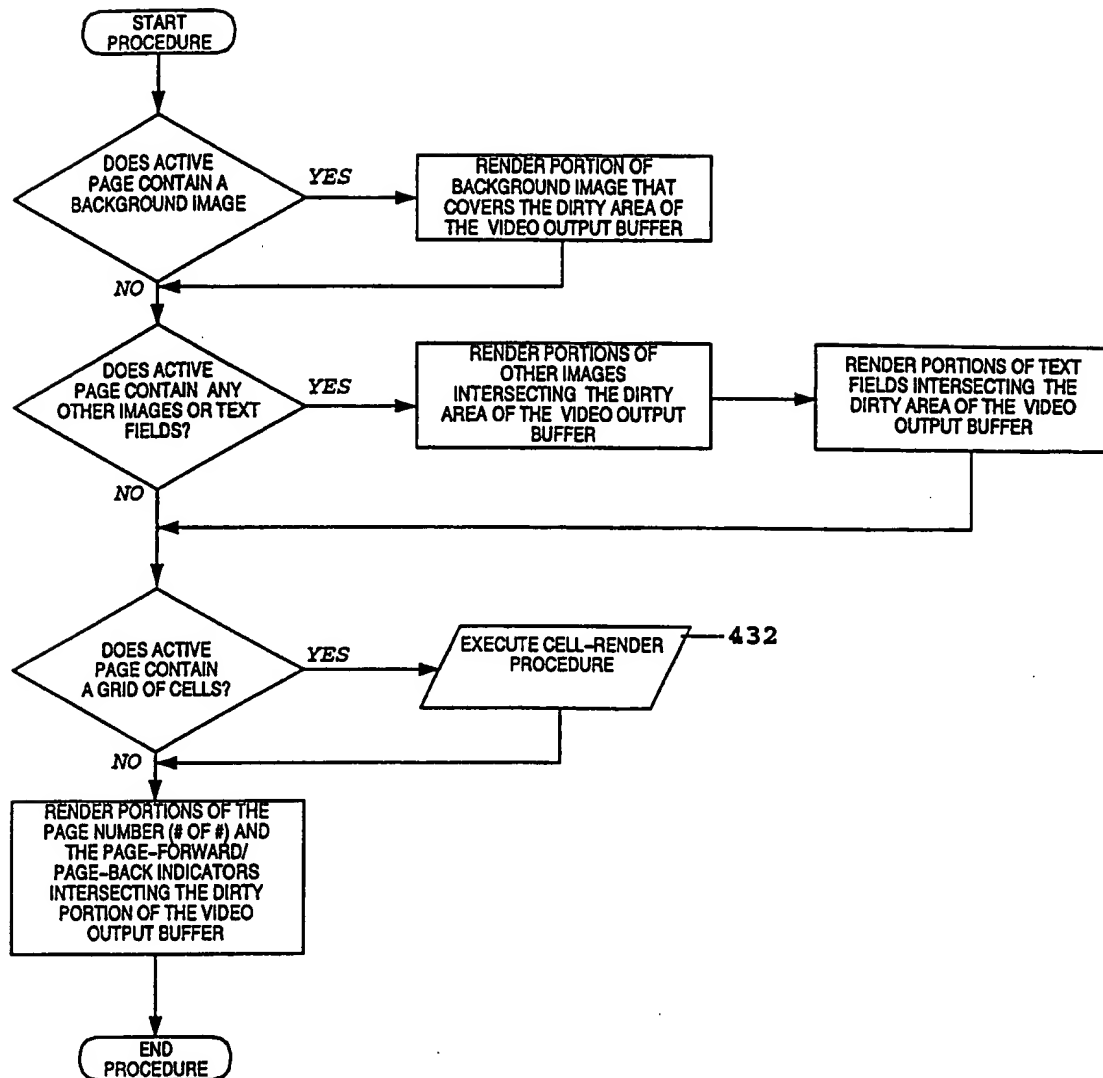 START
PROCEDURE
DOES ACTIVE
PAGE CONTAIN A
BACKGROUND IMAGE
YES
RENDER PORTION OF
BACKGROUND IMAGE THAT
COVERS THE DIRTY AREA OF
THE VIDEO OUTPUT BUFFER
NO
DOES ACTIVE
PAGE CONTAIN ANY
OTHER IMAGES OR TEXT
FIELDS?
YES
RENDER PORTIONS OF
OTHER IMAGES
INTERSECTING THE DIRTY
AREA OF THE VIDEO OUTPUT
BUFFER
RENDER PORTIONS OF TEXT
FIELDS INTERSECTING THE
DIRTY AREA OF THE VIDEO
OUTPUT BUFFER
NO
DOES ACTIVE
PAGE CONTAIN
A GRID OF CELLS?
YES
EXECUTE CELL-RENDER
PROCEDURE
432
NO
RENDER PORTIONS OF THE
PAGE NUMBER (# OF #) AND
THE PAGE-FORWARD/
PAGE-BACK INDICATORS
INTERSECTING THE DIRTY
PORTION OF THE VIDEO
OUTPUT BUFFER
END
PROCEDURE